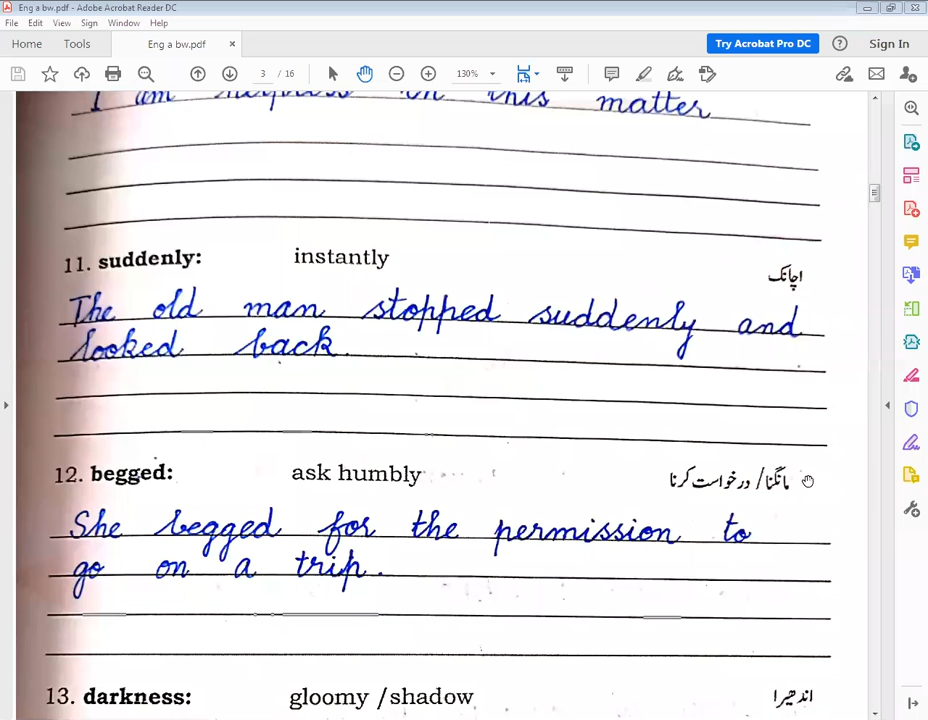 Eng a bw.pdf - Adobe Acrobat Reader DC
File Edit View Sign Window Help
Home Tools Eng a bw.pdf × Try Acrobat Pro DC Sign In
3 / 16 130%
I am in this matter
11. suddenly: instantly اچانک
The old man stopped suddenly and
looked back.
12. begged: ask humbly مانگنا/ درخواست کرنا
She begged for the permission to
go on a trip.
13. darkness: gloomy /shadow اندھیرا